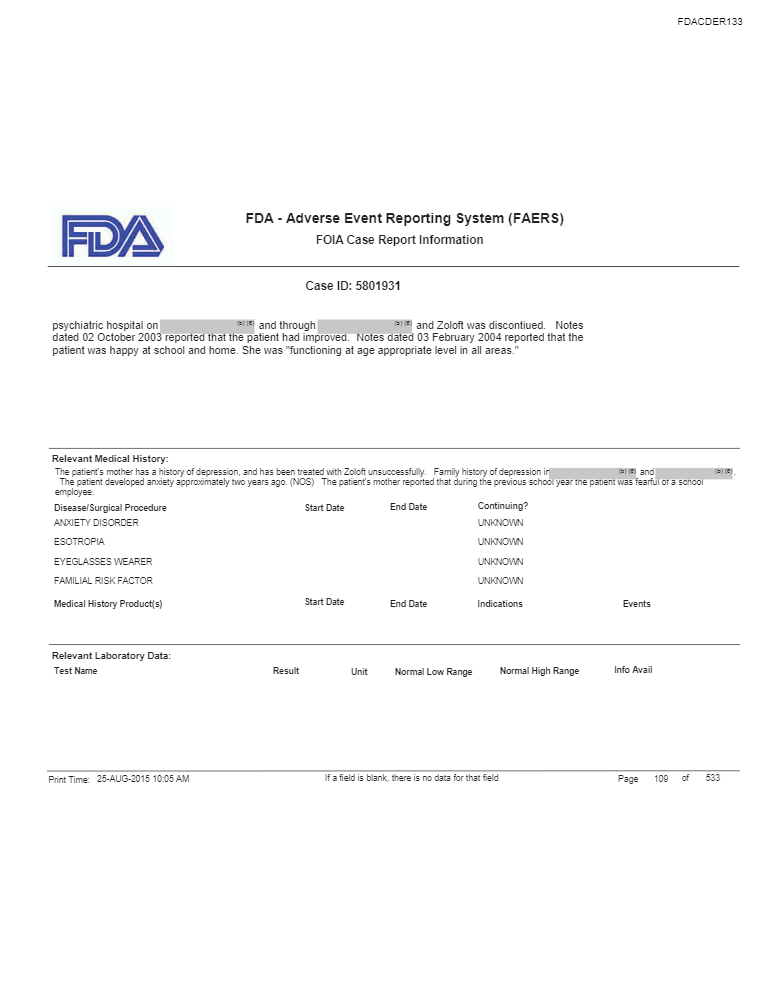 FDACDER133
FDA
FDA - Adverse Event Reporting System (FAERS)
FOIA Case Report Information
Case ID: 5801931
psychiatric hospital on (b) (6) and through (b) (6) and Zoloft was discontiued. Notes
dated 02 October 2003 reported that the patient had improved. Notes dated 03 February 2004 reported that the
patient was happy at school and home. She was "functioning at age appropriate level in all areas."
Relevant Medical History:
The patient's mother has a history of depression, and has been treated with Zoloft unsuccessfully. Family history of depression in (b) (6) and (b) (6).
The patient developed anxiety approximately two years ago. (NOS) The patient's mother reported that during the previous school year the patient was fearful of a school
employee.
Disease/Surgical Procedure Start Date End Date Continuing?
ANXIETY DISORDER UNKNOWN
ESOTROPIA UNKNOWN
EYEGLASSES WEARER UNKNOWN
FAMILIAL RISK FACTOR UNKNOWN
Medical History Product(s) Start Date End Date Indications Events
Relevant Laboratory Data:
Test Name Result Unit Normal Low Range Normal High Range Info Avail
Print Time: 25-AUG-2015 10:05 AM If a field is blank, there is no data for that field Page 109 of 533